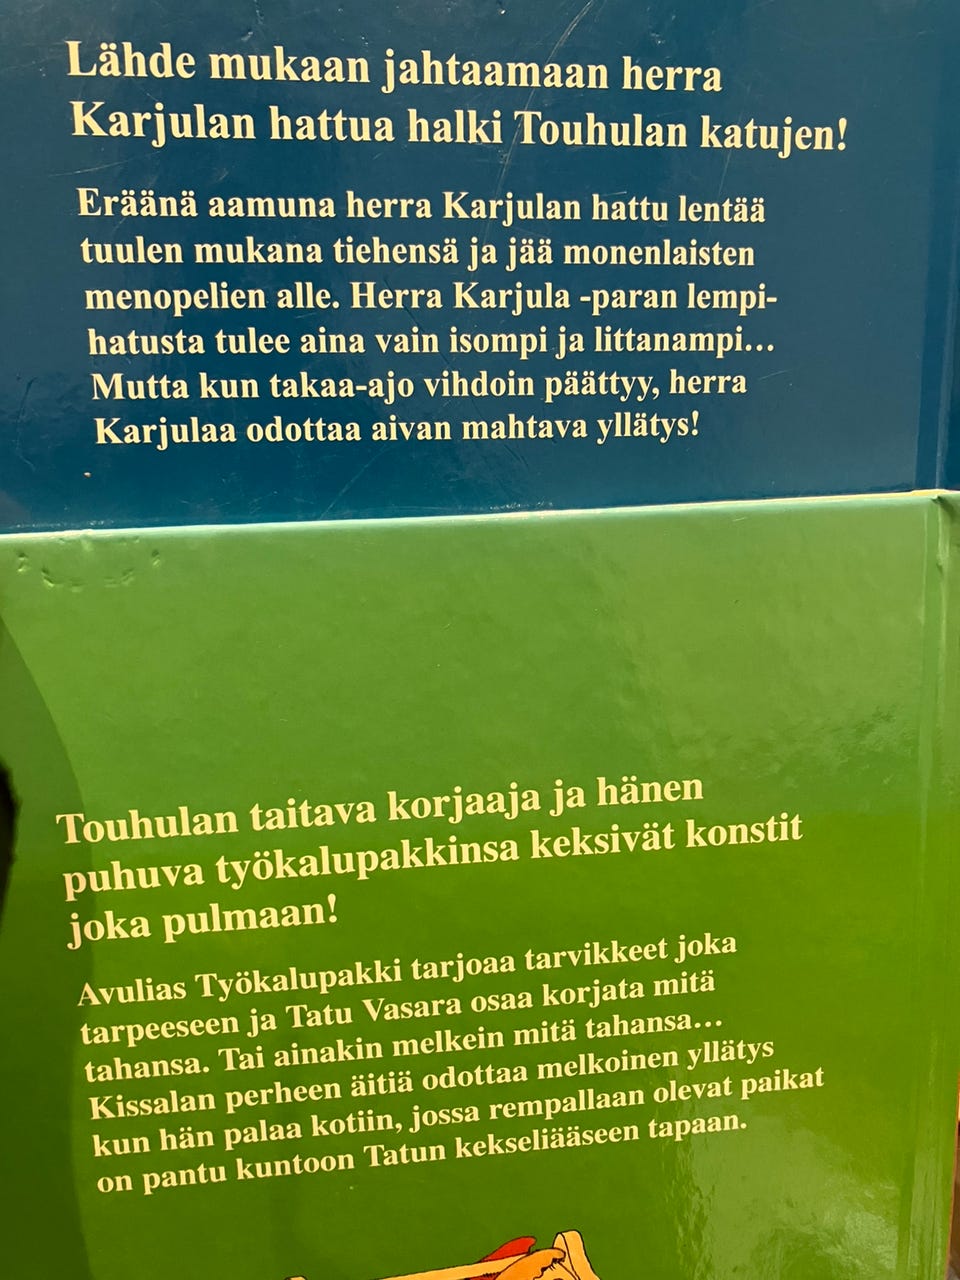 Lähde mukaan jahtaamaan herra
Karjulan hattua halki Touhulan katujen!
Eräänä aamuna herra Karjulan hattu lentää
tuulen mukana tiehensä ja jää monenlaisten
menopelien alle. Herra Karjula -paran lempi-
hatusta tulee aina vain isompi ja littanampi...
Mutta kun takaa-ajo vihdoin päättyy, herra
Karjulaa odottaa aivan mahtava yllätys!
Touhulan taitava korjaaja ja hänen
puhuva työkalupakkinsa keksivät konstit
joka pulmaan!
Avulias Työkalupakki tarjoaa tarvikkeet joka
tarpeeseen ja Tatu Vasara osaa korjata mitä
tahansa. Tai ainakin melkein mitä tahansa...
Kissalan perheen äitiä odottaa melkoinen yllätys
kun hän palaa kotiin, jossa rempallaan olevat paikat
on pantu kuntoon Tatun kekseliääseen tapaan.